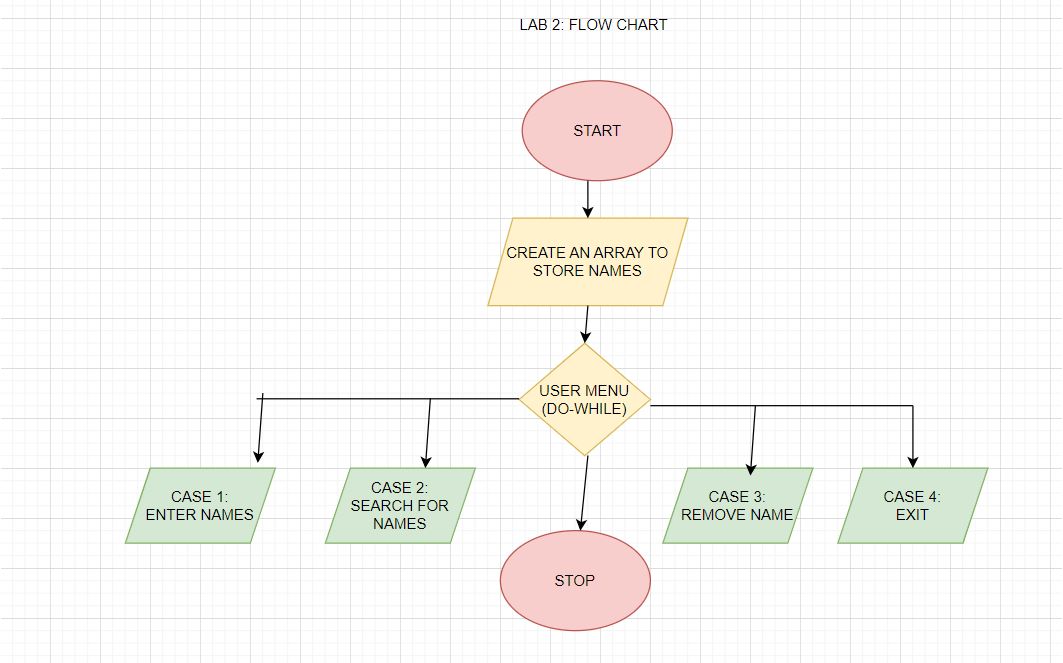 LAB 2: FLOW CHART
START
CREATE AN ARRAY TO
STORE NAMES
USER MENU
(DO-WHILE)
CASE 1:
ENTER NAMES
CASE 2:
SEARCH FOR
NAMES
CASE 3:
REMOVE NAME
CASE 4:
EXIT
STOP